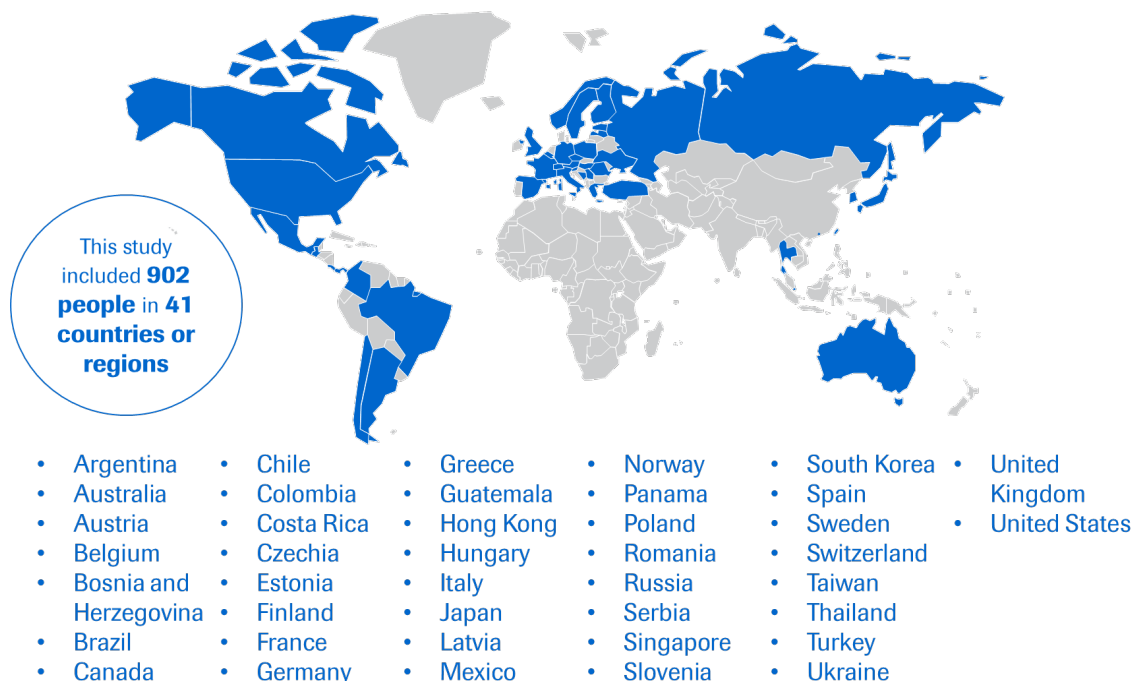 This study
included 902
people in 41
countries or
regions
• Argentina
• Australia
• Austria
• Belgium
• Bosnia and
Herzegovina
• Brazil
• Canada
• Chile
• Colombia
• Costa Rica
• Czechia
• Estonia
• Finland
• France
• Germany
• Greece
• Guatemala
• Hong Kong
• Hungary
• Italy
• Japan
• Latvia
• Mexico
• Norway
• Panama
• Poland
• Romania
• Russia
• Serbia
• Singapore
• Slovenia
• South Korea
• Spain
• Sweden
• Switzerland
• Taiwan
• Thailand
• Turkey
• Ukraine
• United
Kingdom
• United States